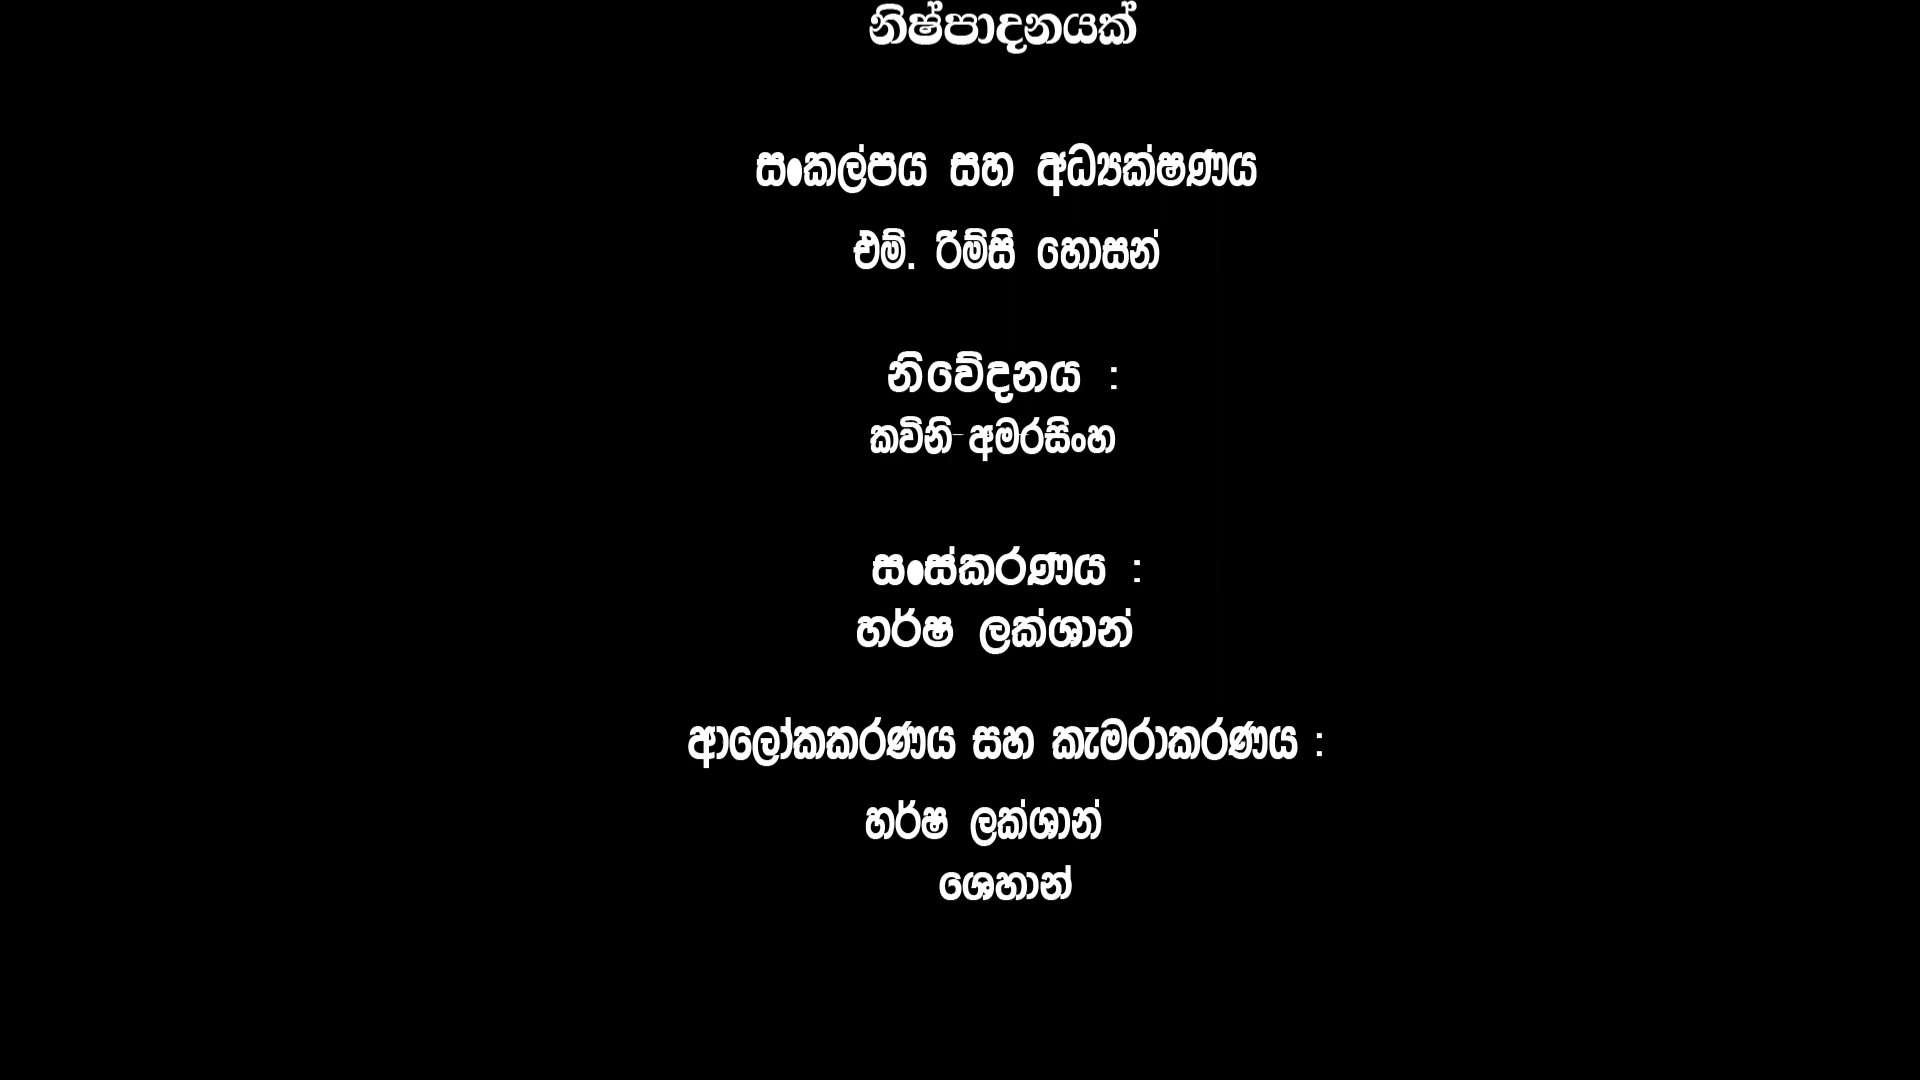 නිෂ්පාදනයක්
සංකල්පය සහ අධ්‍යක්ෂණය
එම්. රිම්සි හොසන්
නිවේදනය :
කවිනි අමරසිංහ
සංස්කරණය :
හර්ෂ ලක්ශාන්
ආලෝකකරණය සහ කැමරාකරණය :
හර්ෂ ලක්ශාන්
ශෙහාන්